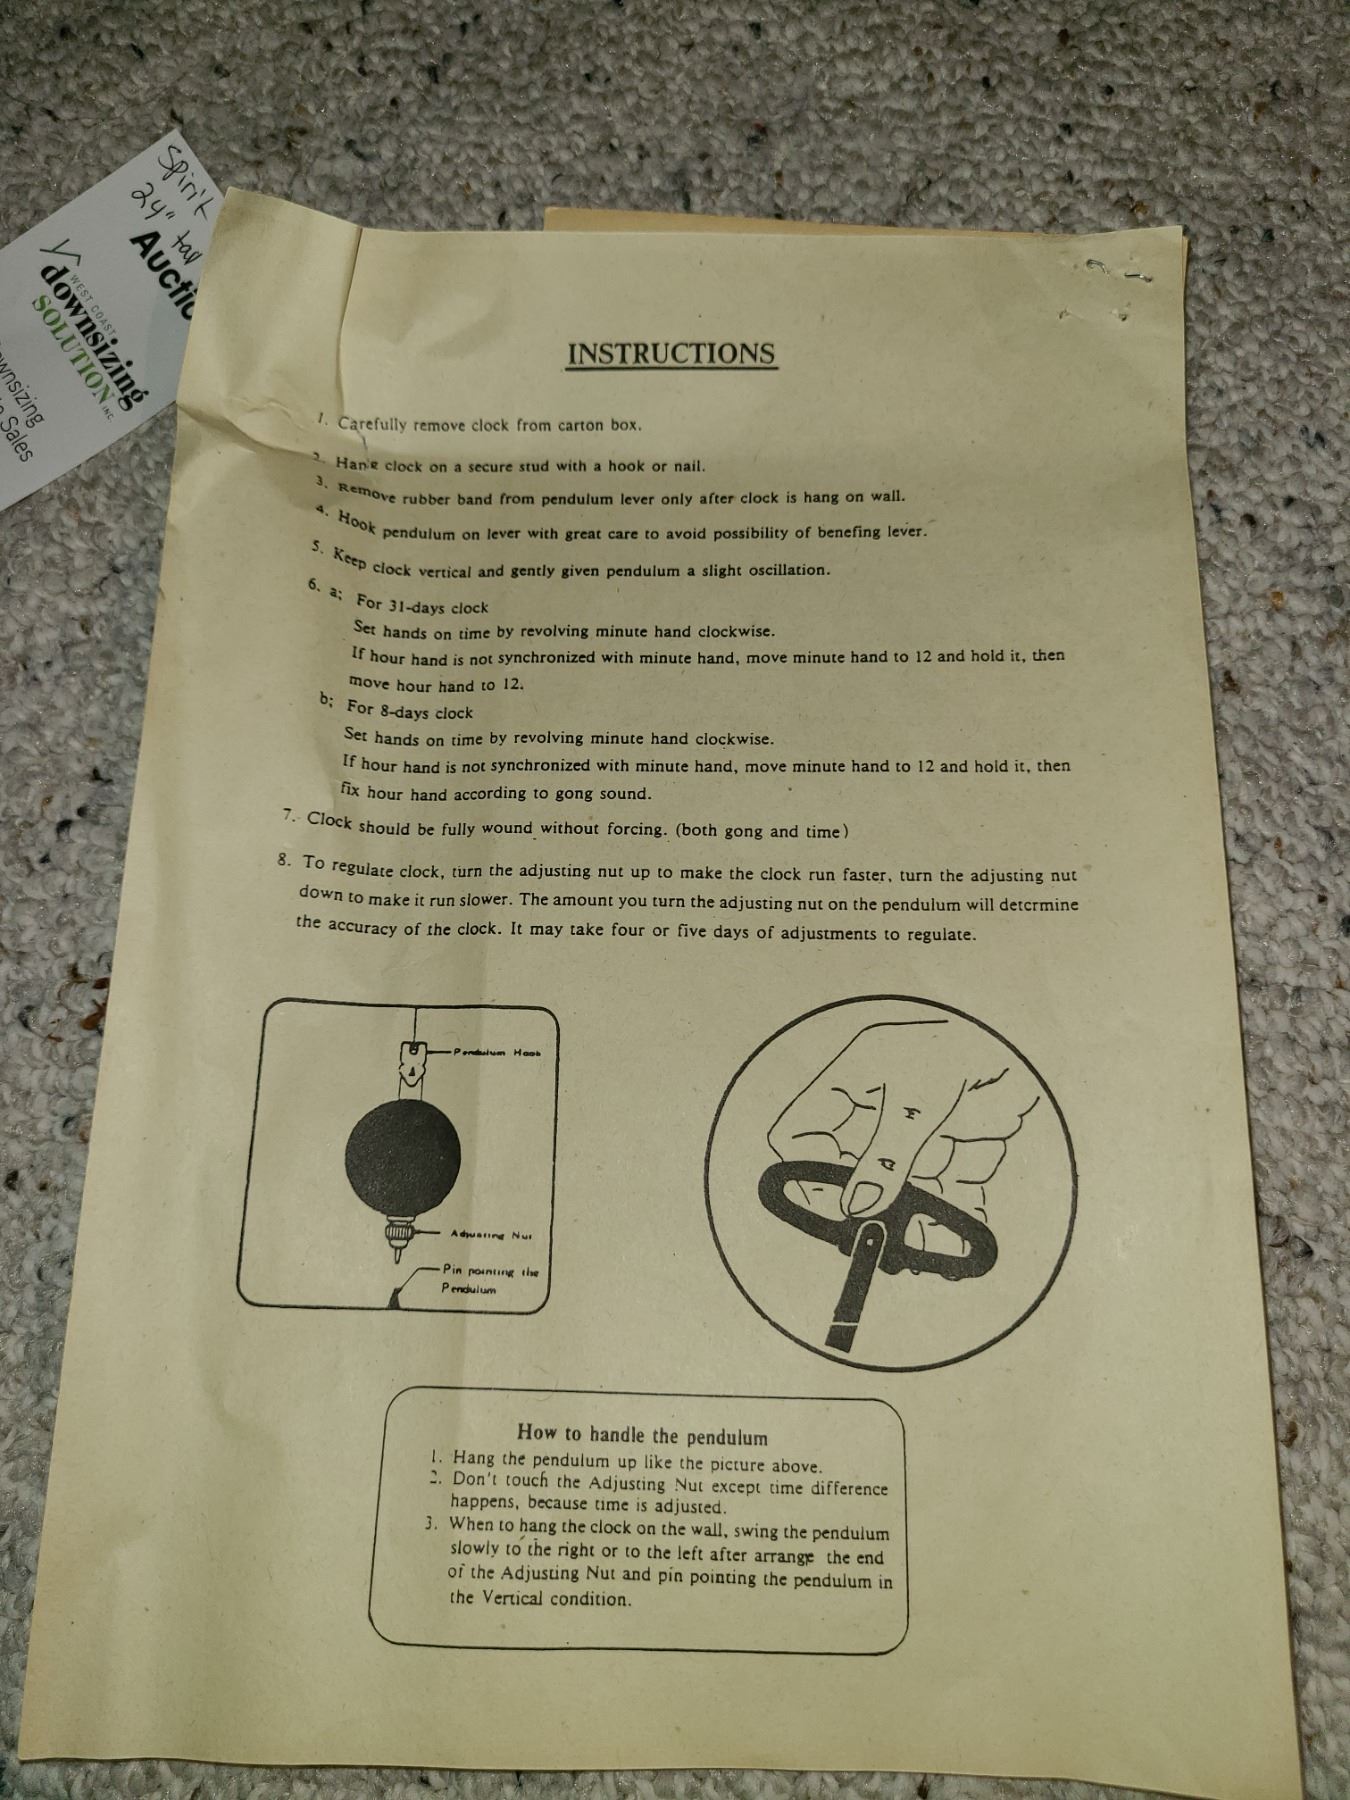 Spirit
24" tall
Auctio
WEST COAST
downsizing
SOLUTION INC.
ownsizing
Sales
INSTRUCTIONS
1. Carefully remove clock from carton box.
2. Hang clock on a secure stud with a hook or nail.
3. Remove rubber band from pendulum lever only after clock is hang on wall.
4. Hook pendulum on lever with great care to avoid possibility of benefing lever.
5. Keep clock vertical and gently given pendulum a slight oscillation.
6. a; For 31-days clock
Set hands on time by revolving minute hand clockwise.
If hour hand is not synchronized with minute hand, move minute hand to 12 and hold it, then
move hour hand to 12.
b; For 8-days clock
Set hands on time by revolving minute hand clockwise.
If hour hand is not synchronized with minute hand, move minute hand to 12 and hold it, then
fix hour hand according to gong sound.
7. Clock should be fully wound without forcing. (both gong and time)
8. To regulate clock, turn the adjusting nut up to make the clock run faster, turn the adjusting nut
down to make it run slower. The amount you turn the adjusting nut on the pendulum will determine
the accuracy of the clock. It may take four or five days of adjustments to regulate.
Pendulum Hook
Adjusting Nut
Pin pointing the
Pendulum
How to handle the pendulum
1. Hang the pendulum up like the picture above.
2. Don't touch the Adjusting Nut except time difference
happens, because time is adjusted.
3. When to hang the clock on the wall, swing the pendulum
slowly to the right or to the left after arrange the end
of the Adjusting Nut and pin pointing the pendulum in
the Vertical condition.